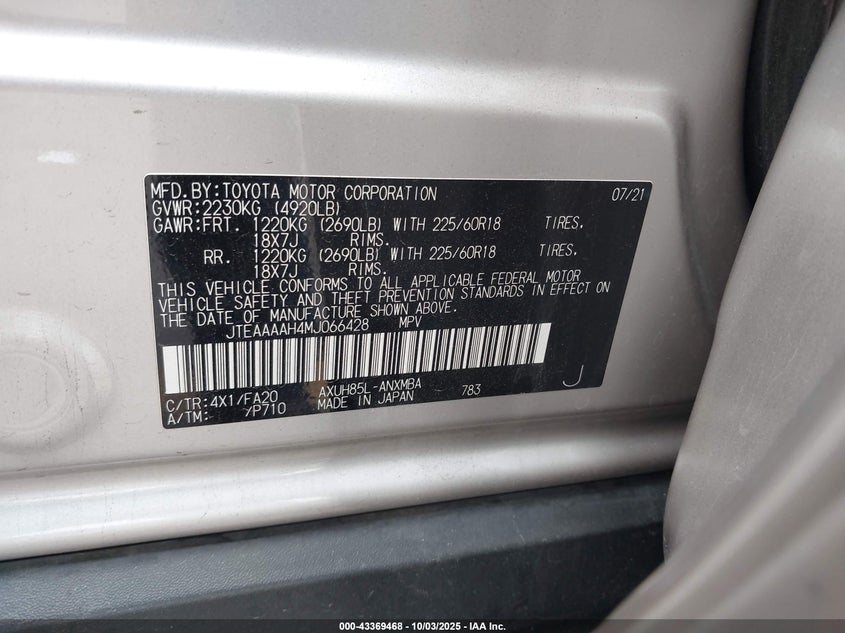 MFD.BY:TOYOTA MOTOR CORPORATION 07/21
GVWR:2230KG (4920LB)
GAWR:FRT. 1220KG (2690LB) WITH 225/60R18 TIRES.
18X7J RIMS.
RR. 1220KG (2690LB) WITH 225/60R18 TIRES.
18X7J RIMS.
THIS VEHICLE CONFORMS TO ALL APPLICABLE FEDERAL MOTOR
VEHICLE SAFETY AND THEFT PREVENTION STANDARDS IN EFFECT ON
THE DATE OF MANUFACTURE SHOWN ABOVE.
JTEAAAAH4MJ066428 MPV
C/TR:4X1/FA20 AXUH85L-ANXMBA 783 J
A/TM: /P710 MADE IN JAPAN
000-43369468 - 10/03/2025 - IAA Inc.